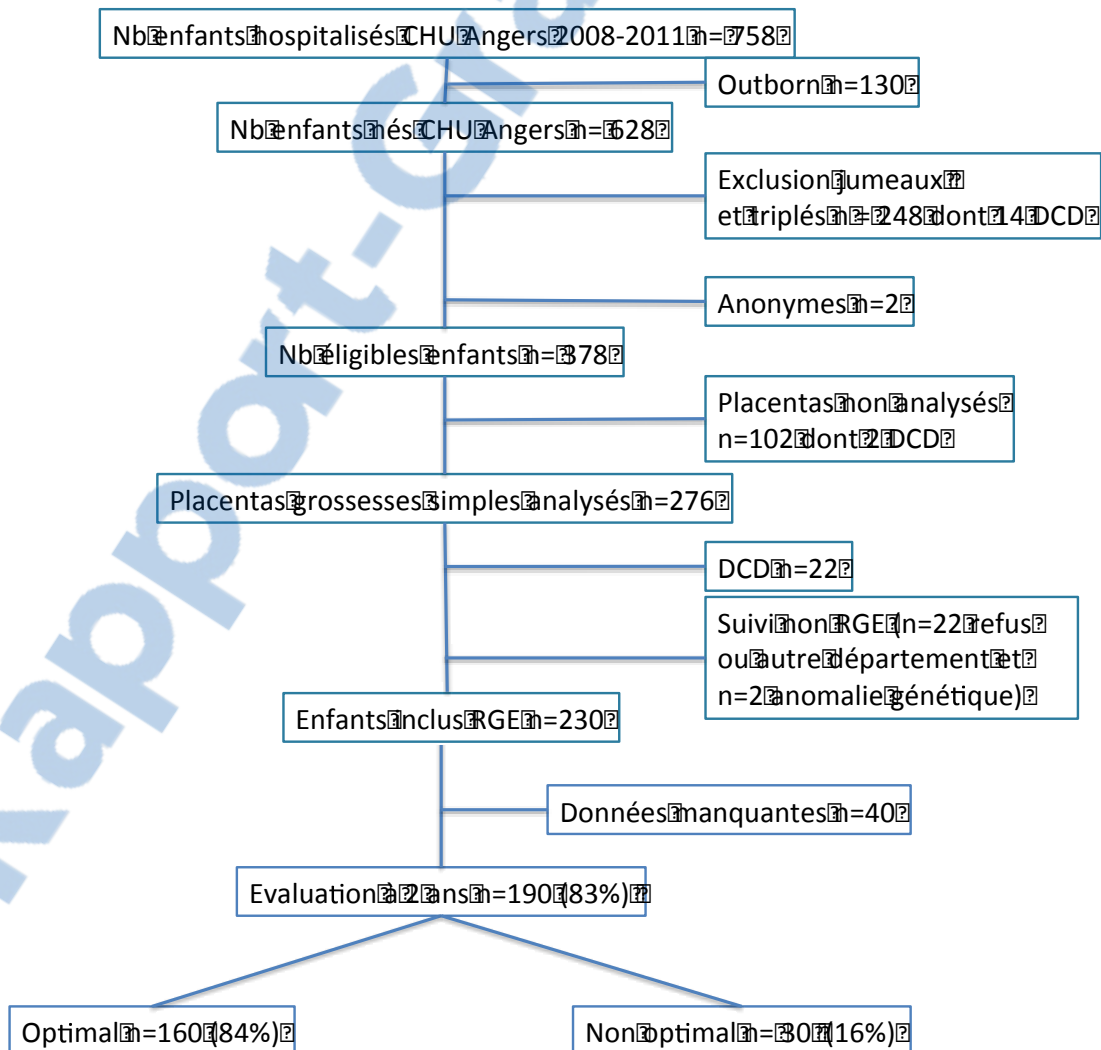 Nb enfants hospitalisés CHU Angers 2008-2011 n= 758
Outborn n=130
Nb enfants nés CHU Angers n= 628
Exclusion jumeaux
et triplés n = 248 dont 14 DCD
Anonymes n=2
Nb éligibles enfants n= 378
Placentas non analysés
n=102 dont 2 DCD
Placentas grossesses simples analysés n=276
DCD n=22
Suivi non RGE (n=22 refus
ou autre département et
n=2 anomalie génétique)
Enfants inclus RGE n=230
Données manquantes n=40
Evaluation à 2 ans n=190 (83%)
Optimal n=160 (84%)
Non optimal n= 30 (16%)